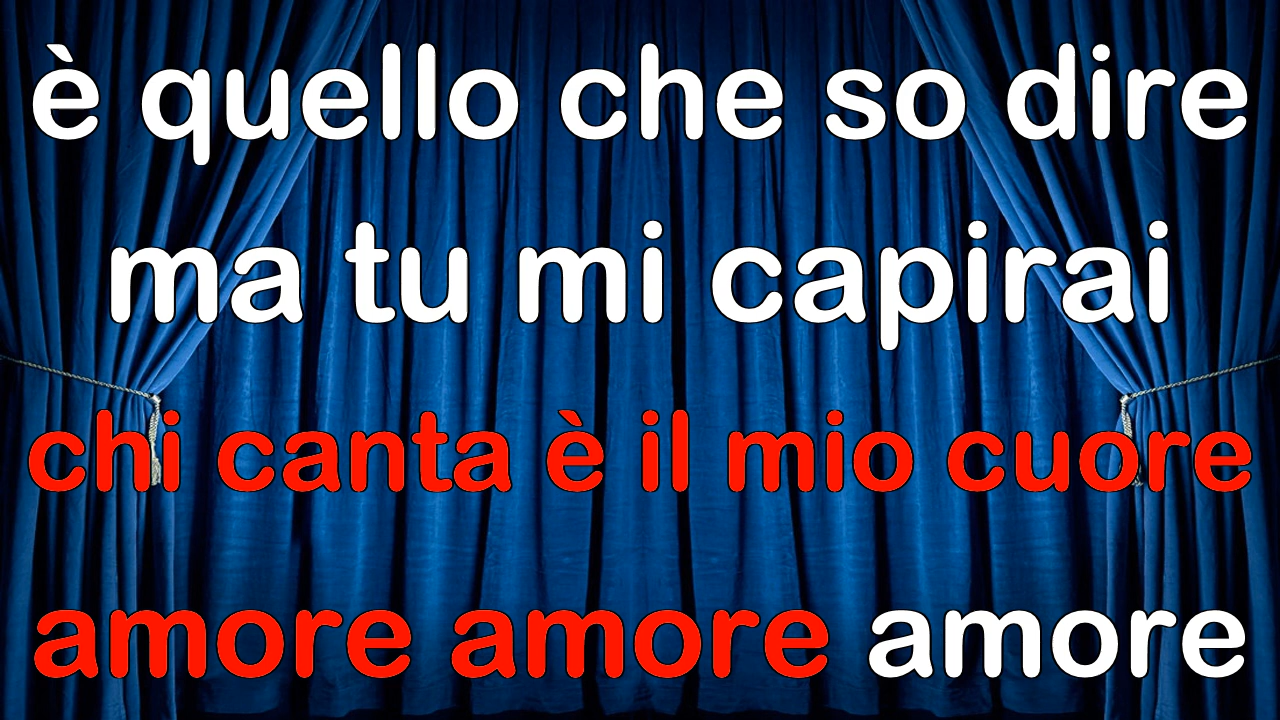 è quello che so dire
ma tu mi capirai
chi canta è il mio cuore
amore amore amore